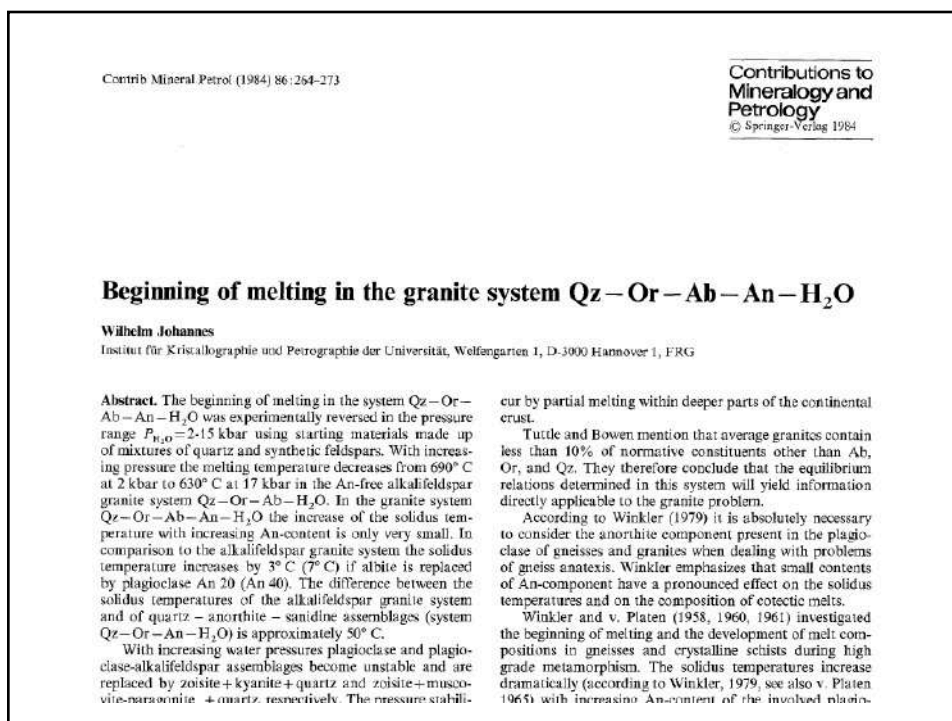 Contrib Mineral Petrol (1984) 86:264–273
Contributions to
Mineralogy and
Petrology
© Springer-Verlag 1984
Beginning of melting in the granite system Qz−Or−Ab−An−H₂O
Wilhelm Johannes
Institut für Kristallographie und Petrographie der Universität, Welfengarten 1, D-3000 Hannover 1, FRG
Abstract. The beginning of melting in the system Qz−Or−
Ab−An−H₂O was experimentally reversed in the pressure
range P_H₂O=2-15 kbar using starting materials made up
of mixtures of quartz and synthetic feldspars. With increas-
ing pressure the melting temperature decreases from 690° C
at 2 kbar to 630° C at 17 kbar in the An-free alkalifeldspar
granite system Qz−Or−Ab−H₂O. In the granite system
Qz−Or−Ab−An−H₂O the increase of the solidus tem-
perature with increasing An-content is only very small. In
comparison to the alkalifeldspar granite system the solidus
temperature increases by 3° C (7° C) if albite is replaced
by plagioclase An 20 (An 40). The difference between the
solidus temperatures of the alkalifeldspar granite system
and of quartz − anorthite − sanidine assemblages (system
Qz−Or−An−H₂O) is approximately 50° C.
With increasing water pressures plagioclase and plagio-
clase-alkalifeldspar assemblages become unstable and are
replaced by zoisite+kyanite+quartz and zoisite+musco-
vite-paragonite +quartz, respectively. The pressure stabili-
cur by partial melting within deeper parts of the continental
crust.
Tuttle and Bowen mention that average granites contain
less than 10% of normative constituents other than Ab,
Or, and Qz. They therefore conclude that the equilibrium
relations determined in this system will yield information
directly applicable to the granite problem.
According to Winkler (1979) it is absolutely necessary
to consider the anorthite component present in the plagio-
clase of gneisses and granites when dealing with problems
of gneiss anatexis. Winkler emphasizes that small contents
of An-component have a pronounced effect on the solidus
temperatures and on the composition of cotectic melts.
Winkler and v. Platen (1958, 1960, 1961) investigated
the beginning of melting and the development of melt com-
positions in gneisses and crystalline schists during high
grade metamorphism. The solidus temperatures increase
dramatically (according to Winkler, 1979, see also v. Platen
1965) with increasing An-content of the involved plagio-